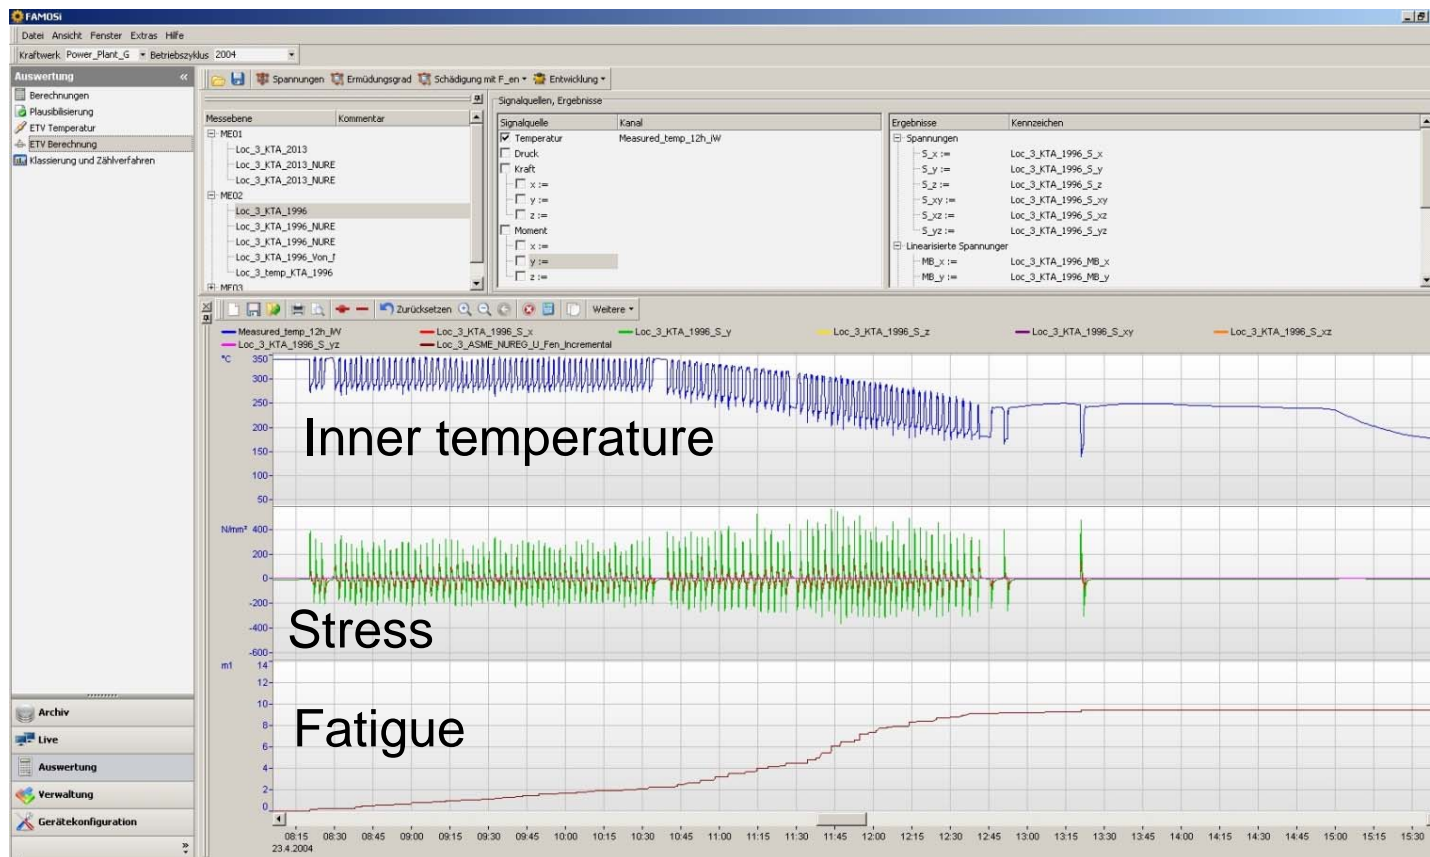 FAMOSi
Datei Ansicht Fenster Extras Hilfe
Kraftwerk Power_Plant_G Betriebszyklus 2004
Auswertung «
Berechnungen
Plausibilisierung
ETV Temperatur
ETV Berechnung
Klassierung und Zählverfahren
Spannungen Ermüdungsgrad Schädigung mit F_en Entwicklung
Messebene Kommentar
ME01
Loc_3_KTA_2013
Loc_3_KTA_2013_NURE
Loc_3_KTA_2013_NURE
ME02
Loc_3_KTA_1996
Loc_3_KTA_1996_NURE
Loc_3_KTA_1996_NURE
Loc_3_KTA_1996_Von_M
Loc_3_temp_KTA_1996
ME03
Signalquellen, Ergebnisse
Signalquelle Kanal
Temperatur Measured_temp_12h_iW
Druck
Kraft
x :=
y :=
z :=
Moment
x :=
y :=
z :=
Ergebnisse Kennzeichen
Spannungen
S_x := Loc_3_KTA_1996_S_x
S_y := Loc_3_KTA_1996_S_y
S_z := Loc_3_KTA_1996_S_z
S_xy := Loc_3_KTA_1996_S_xy
S_xz := Loc_3_KTA_1996_S_xz
S_yz := Loc_3_KTA_1996_S_yz
Linearisierte Spannunger
MB_x := Loc_3_KTA_1996_MB_x
MB_y := Loc_3_KTA_1996_MB_y
Zurücksetzen Weitere
Measured_temp_12h_iW Loc_3_KTA_1996_S_x Loc_3_KTA_1996_S_y Loc_3_KTA_1996_S_z Loc_3_KTA_1996_S_xy Loc_3_KTA_1996_S_xz
Loc_3_KTA_1996_S_yz Loc_3_ASME_NUREG_U_Fen_Incremental
°C 350
300
250
200
150
100
50
Inner temperature
N/mm² 400
200
0
-200
-400
-600
Stress
m1 14
12
10
8
6
4
2
0
Fatigue
08:15 08:30 08:45 09:00 09:15 09:30 09:45 10:00 10:15 10:30 10:45 11:00 11:15 11:30 11:45 12:00 12:15 12:30 12:45 13:00 13:15 13:30 13:45 14:00 14:15 14:30 14:45 15:00 15:15 15:30
23.4.2004
Archiv
Live
Auswertung
Verwaltung
Gerätekonfiguration
»